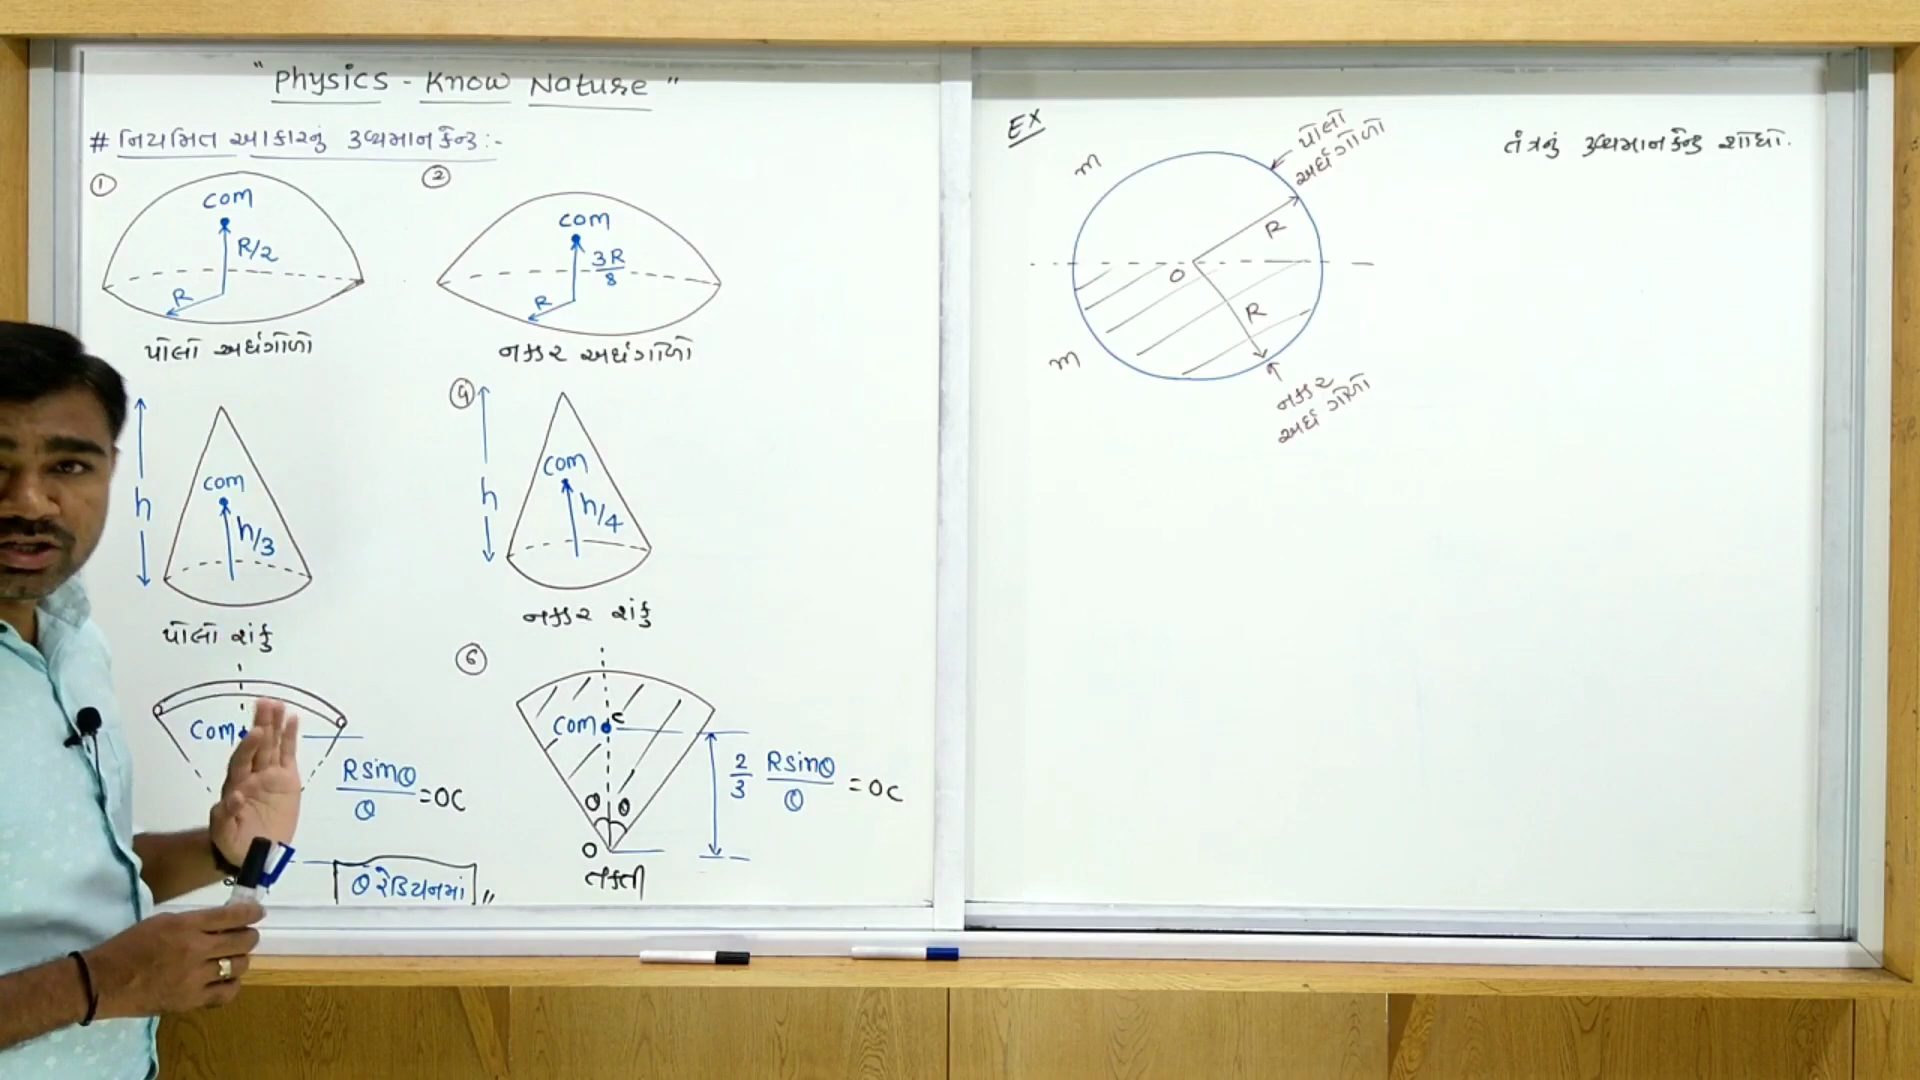 "Physics - Know Nature"
# નિયમિત આકારનું દ્રવ્યમાન કેન્દ્ર :-
①
com
R/2
R
પોલો અર્ધગોળો
②
com
3R
8
R
નક્કર અર્ધગોળો
h
com
h/3
પોલો શંકુ
④
h
com
h/4
નક્કર શંકુ
com
Rsinθ
θ
=OC
θ રેડિયનમાં
⑥
com
C
θ θ
O
2
3
Rsinθ
θ
= OC
તકતી
EX
m
m
O
R
R
પોલો
અર્ધગોળો
નક્કર
અર્ધ ગોળો
તંત્રનું દ્રવ્યમાન કેન્દ્ર શોધો.